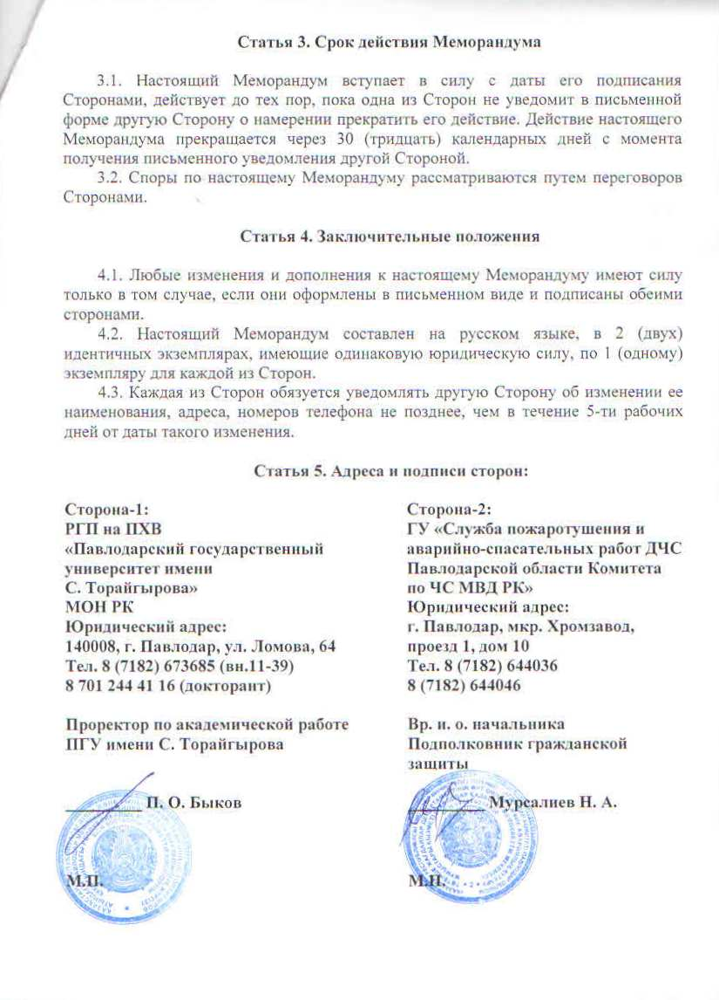 Статья 3. Срок действия Меморандума
3.1. Настоящий Меморандум вступает в силу с даты его подписания
Сторонами, действует до тех пор, пока одна из Сторон не уведомит в письменной
форме другую Сторону о намерении прекратить его действие. Действие настоящего
Меморандума прекращается через 30 (тридцать) календарных дней с момента
получения письменного уведомления другой Стороной.
3.2. Споры по настоящему Меморандуму рассматриваются путем переговоров
Сторонами.
Статья 4. Заключительные положения
4.1. Любые изменения и дополнения к настоящему Меморандуму имеют силу
только в том случае, если они оформлены в письменном виде и подписаны обеими
сторонами.
4.2. Настоящий Меморандум составлен на русском языке, в 2 (двух)
идентичных экземплярах, имеющие одинаковую юридическую силу, по 1 (одному)
экземпляру для каждой из Сторон.
4.3. Каждая из Сторон обязуется уведомлять другую Сторону об изменении ее
наименования, адреса, номеров телефона не позднее, чем в течение 5-ти рабочих
дней от даты такого изменения.
Статья 5. Адреса и подписи сторон:
Сторона-1:
РГП на ПХВ
«Павлодарский государственный
университет имени
С. Торайгырова»
МОН РК
Юридический адрес:
140008, г. Павлодар, ул. Ломова, 64
Тел. 8 (7182) 673685 (вн.11-39)
8 701 244 41 16 (докторант)
Проректор по академической работе
ПГУ имени С. Торайгырова
П. О. Быков
М.П.
Сторона-2:
ГУ «Служба пожаротушения и
аварийно-спасательных работ ДЧС
Павлодарской области Комитета
по ЧС МВД РК»
Юридический адрес:
г. Павлодар, мкр. Хромзавод,
проезд 1, дом 10
Тел. 8 (7182) 644036
8 (7182) 644046
Вр. и. о. начальника
Подполковник гражданской
защиты
Мурсалиев Н. А.
М.П.